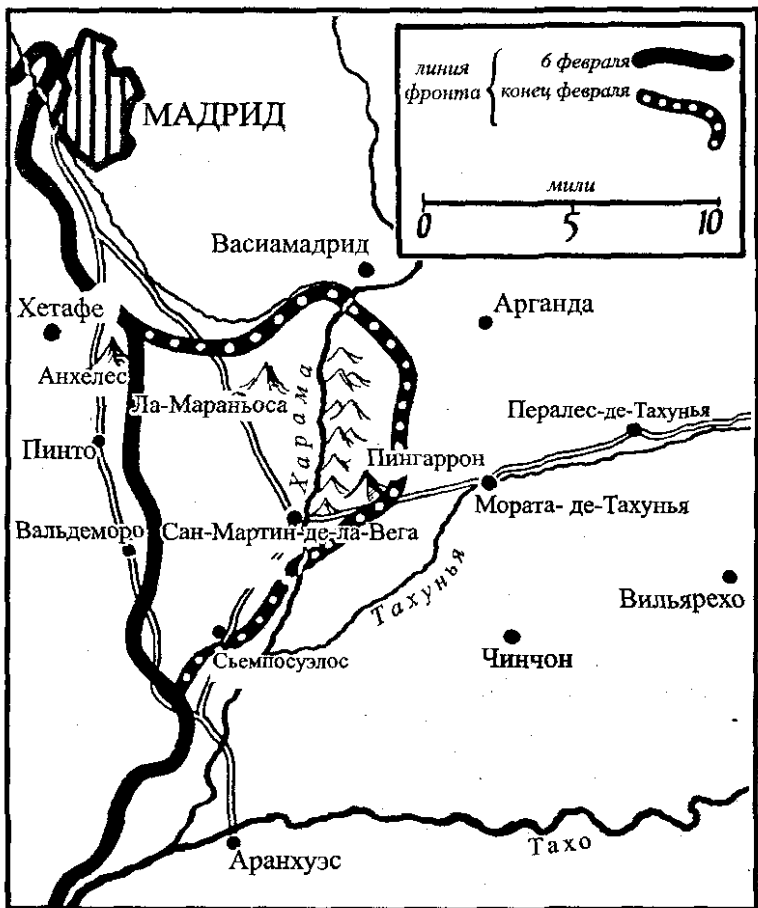 линия
фронта
6 февраля
конец февраля
мили
0 5 10
МАДРИД
Васиамадрид
Хетафе
Арганда
Анхелес
Ла-Мараньоса
Харама
Пералес-де-Тахунья
Пинто
Пингаррон
Мората- де-Тахунья
Вальдеморо
Сан-Мартин-де-ла-Вега
Тахунья
Вильярехо
Чинчон
Сьемпосуэлос
Аранхуэс
Тахо